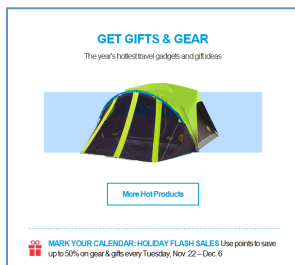 GET GIFTS & GEAR
The year's hottest travel gadgets and gift ideas
More Hot Products
MARK YOUR CALENDAR: HOLIDAY FLASH SALES Use points to save
up to 50% on gear & gifts every Tuesday, Nov. 22 – Dec. 6